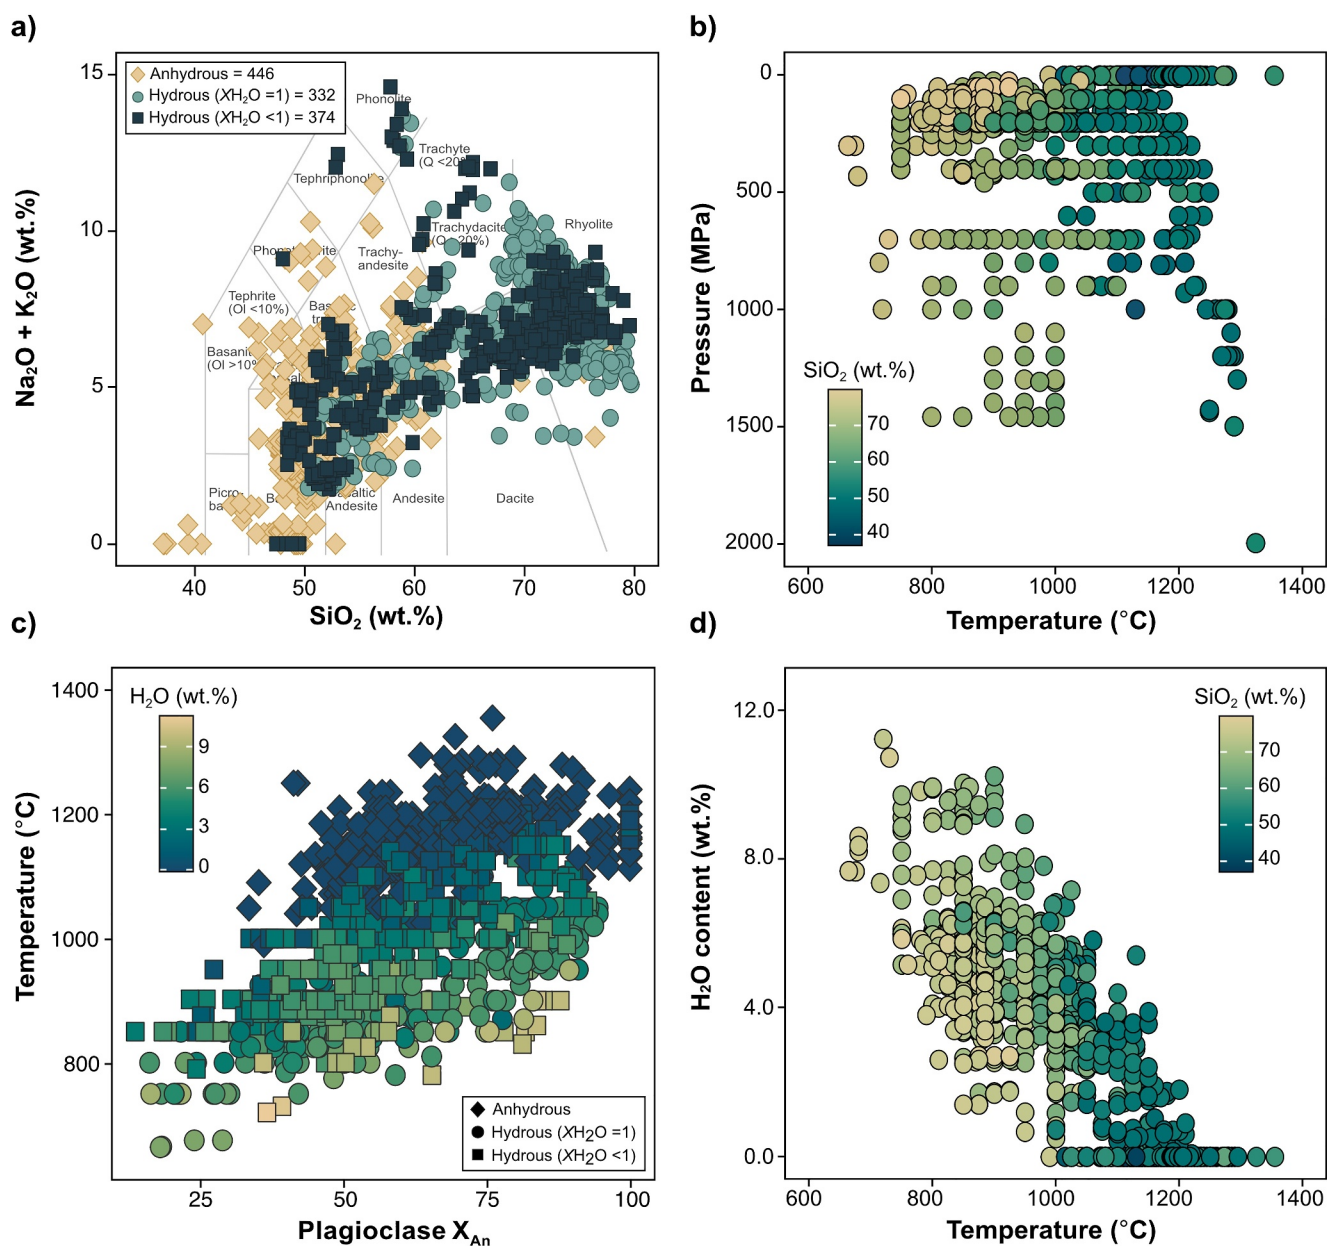 a)
15
10
5
0
Na2O + K2O (wt.%)
40
50
60
70
80
SiO2 (wt.%)
Anhydrous = 446
Hydrous (XH2O =1) = 332
Hydrous (XH2O <1) = 374
Phonolite
Trachyte
(Q <20%)
Trachydacite
Rhyolite
Trachy-
andesite
Tephrite
(Ol <10%)
(Ol >10%
Andesite
Andesite
Dacite
b)
0
500
1000
1500
2000
Pressure (MPa)
SiO2 (wt.%)
70
60
50
40
600
800
1000
1200
1400
Temperature (°C)
c)
H2O (wt.%)
9
6
3
0
1400
1200
1000
800
Temperature (°C)
Anhydrous
Hydrous (XH2O =1)
Hydrous (XH2O <1)
25
50
75
100
Plagioclase XAn
d)
SiO2 (wt.%)
70
60
50
40
12.0
8.0
4.0
0.0
H2O content (wt.%)
600
800
1000
1200
1400
Temperature (°C)